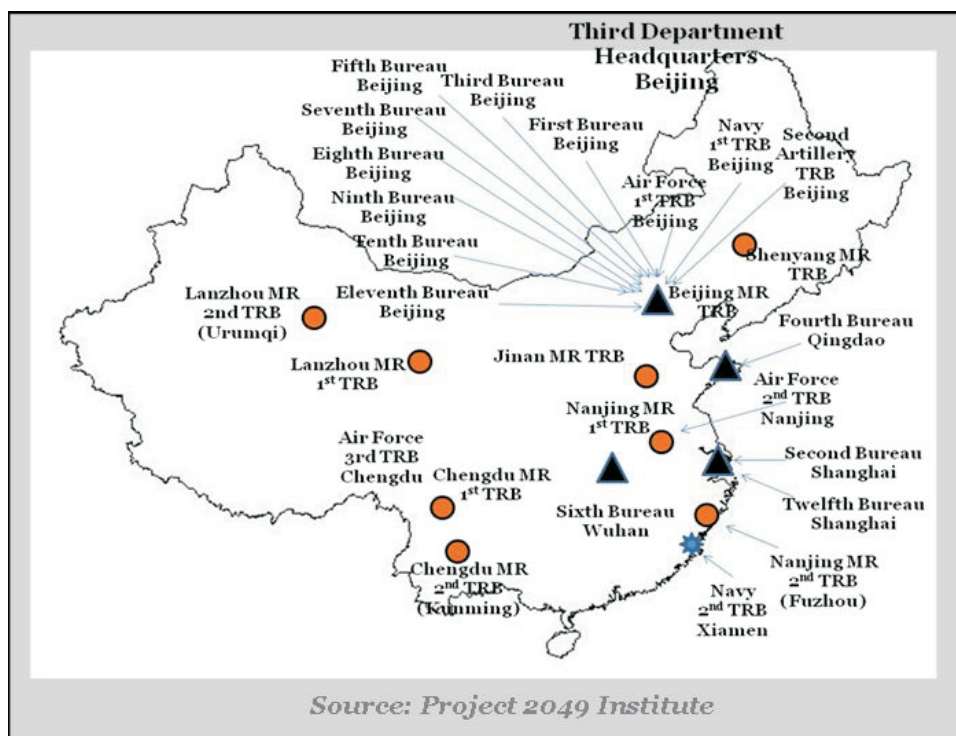 Third Department
Headquarters
Beijing
Fifth Bureau
Beijing
Third Bureau
Beijing
Seventh Bureau
Beijing
First Bureau
Beijing
Navy
1st TRB
Beijing
Second
Artillery
TRB
Beijing
Eighth Bureau
Beijing
Air Force
1st TRB
Beijing
Ninth Bureau
Beijing
Tenth Bureau
Beijing
Shenyang MR
TRB
Eleventh Bureau
Beijing
Beijing MR
TRB
Lanzhou MR
2nd TRB
(Urumqi)
Fourth Bureau
Qingdao
Lanzhou MR
1st TRB
Jinan MR TRB
Air Force
2nd TRB
Nanjing
Nanjing MR
1st TRB
Air Force
3rd TRB
Chengdu
Chengdu MR
1st TRB
Second Bureau
Shanghai
Sixth Bureau
Wuhan
Twelfth Bureau
Shanghai
Chengdu MR
2nd TRB
(Kunming)
Nanjing MR
2nd TRB
(Fuzhou)
Navy
2nd TRB
Xiamen
Source: Project 2049 Institute